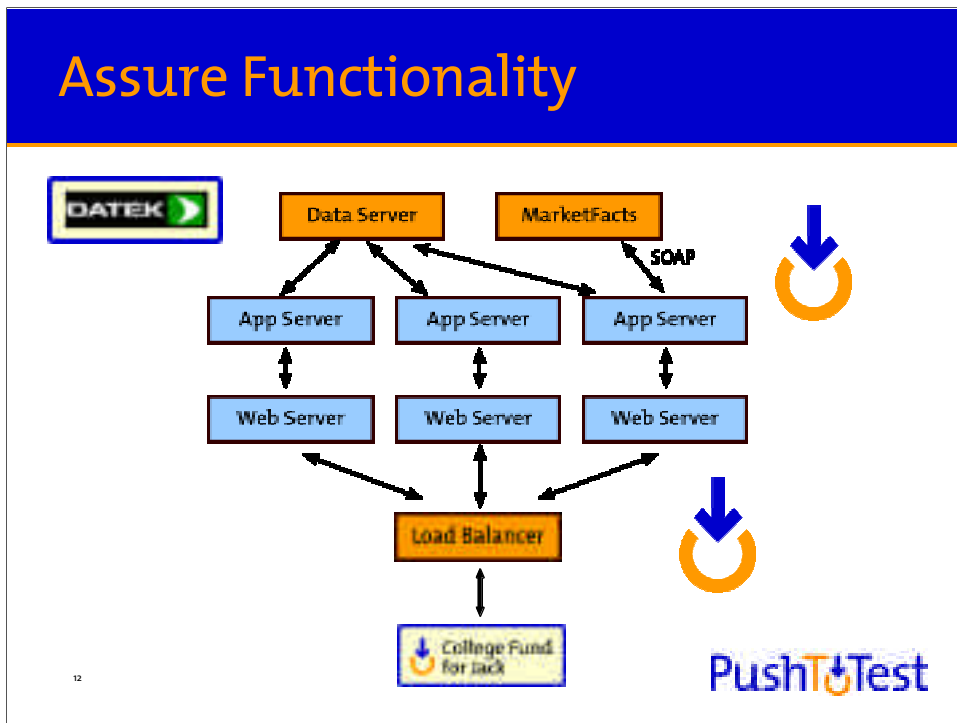 Assure Functionality
DATEK
Data Server
MarketFacts
SOAP
App Server
App Server
App Server
Web Server
Web Server
Web Server
Load Balancer
College Fund
for Jack
12
PushToTest